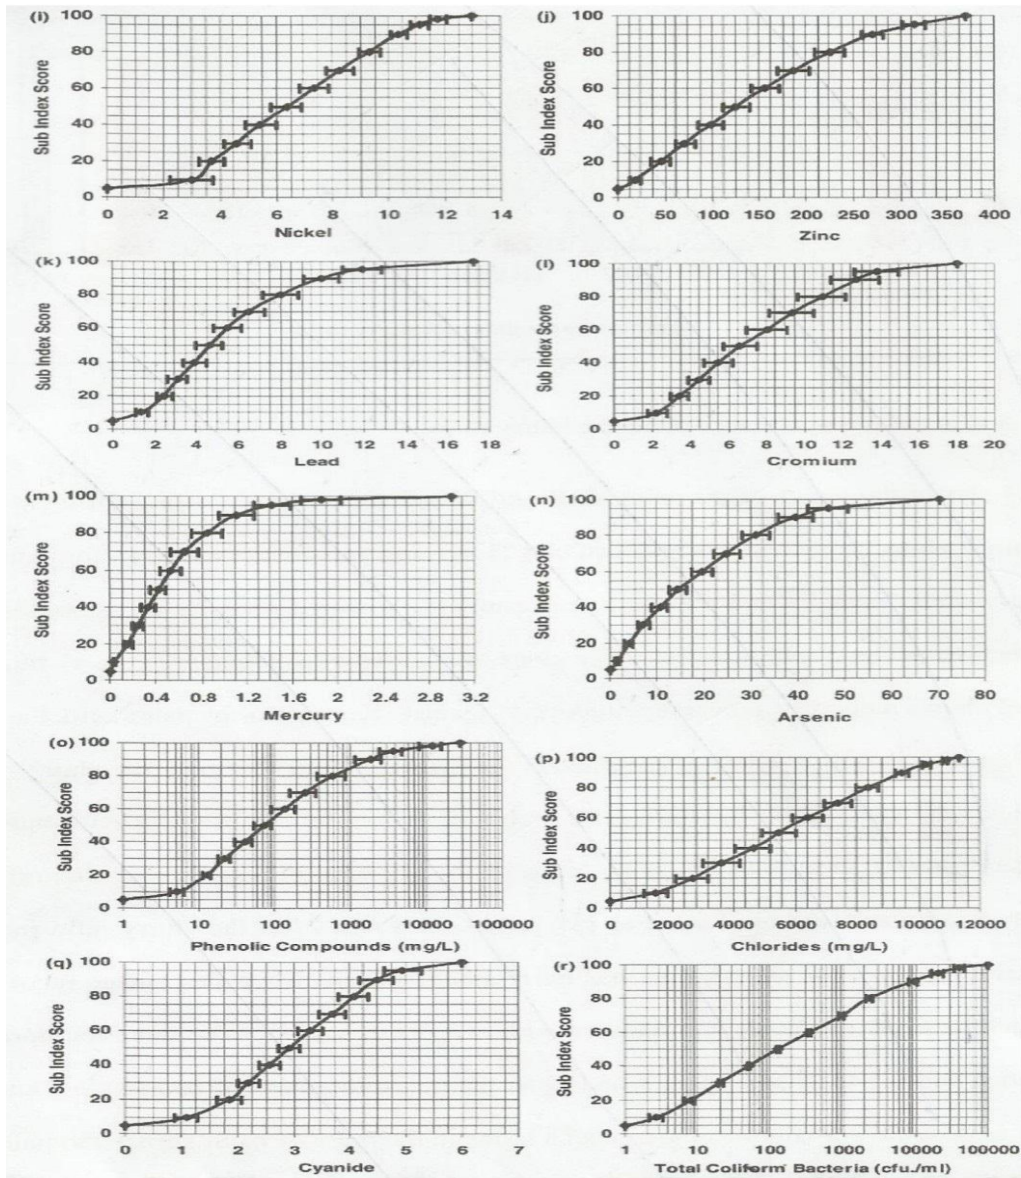 (i) 100
80
60
40
20
0
Sub Index Score
0 2 4 6 8 10 12 14
Nickel
(j) 100
80
60
40
20
0
Sub Index Score
0 50 100 150 200 250 300 350 400
Zinc
(k) 100
80
60
40
20
0
Sub Index Score
0 2 4 6 8 10 12 14 16 18
Lead
(l) 100
80
60
40
20
0
Sub Index Score
0 2 4 6 8 10 12 14 16 18 20
Cromium
(m) 100
80
60
40
20
0
Sub Index Score
0 0.4 0.8 1.2 1.6 2 2.4 2.8 3.2
Mercury
(n) 100
80
60
40
20
0
Sub Index Score
0 10 20 30 40 50 60 70 80
Arsenic
(o) 100
80
60
40
20
0
Sub Index Score
1 10 100 1000 10000 100000
Phenolic Compounds (mg/L)
(p) 100
80
60
40
20
0
Sub Index Score
0 2000 4000 6000 8000 10000 12000
Chlorides (mg/L)
(q) 100
80
60
40
20
0
Sub Index Score
0 1 2 3 4 5 6 7
Cyanide
(r) 100
80
60
40
20
0
Sub Index Score
1 10 100 1000 10000 100000
Total Coliform Bacteria (cfu./ml)